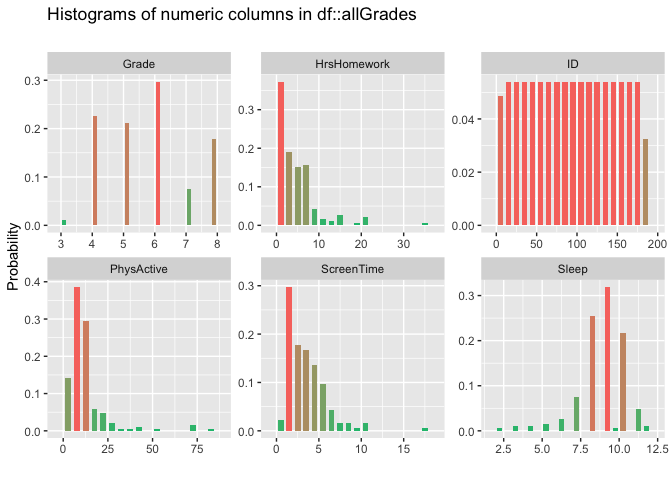 Histograms of numeric columns in df::allGrades
Grade
HrsHomework
ID
0.3
0.2
0.1
0.0
3 4 5 6 7 8
0.3
0.2
0.1
0.0
0 10 20 30
0.04
0.02
0.00
0 50 100 150 200
Probability
PhysActive
ScreenTime
Sleep
0.4
0.3
0.2
0.1
0.0
0 25 50 75
0.3
0.2
0.1
0.0
0 5 10 15
0.3
0.2
0.1
0.0
2.5 5.0 7.5 10.0 12.5